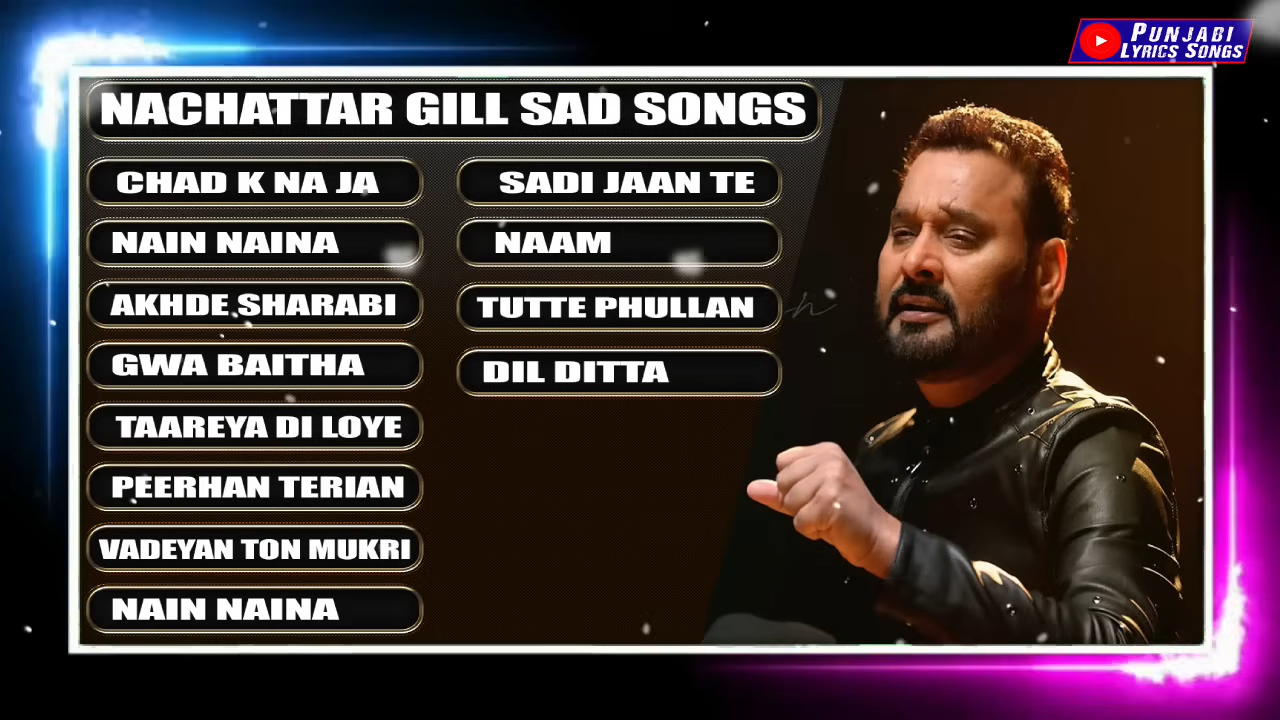 PUNJABI
LYRICS SONGS
NACHATTAR GILL SAD SONGS
CHAD K NA JA
NAIN NAINA
AKHDE SHARABI
GWA BAITHA
TAAREYA DI LOYE
PEERHAN TERIAN
VADEYAN TON MUKRI
NAIN NAINA
SADI JAAN TE
NAAM
TUTTE PHULLAN
DIL DITTA